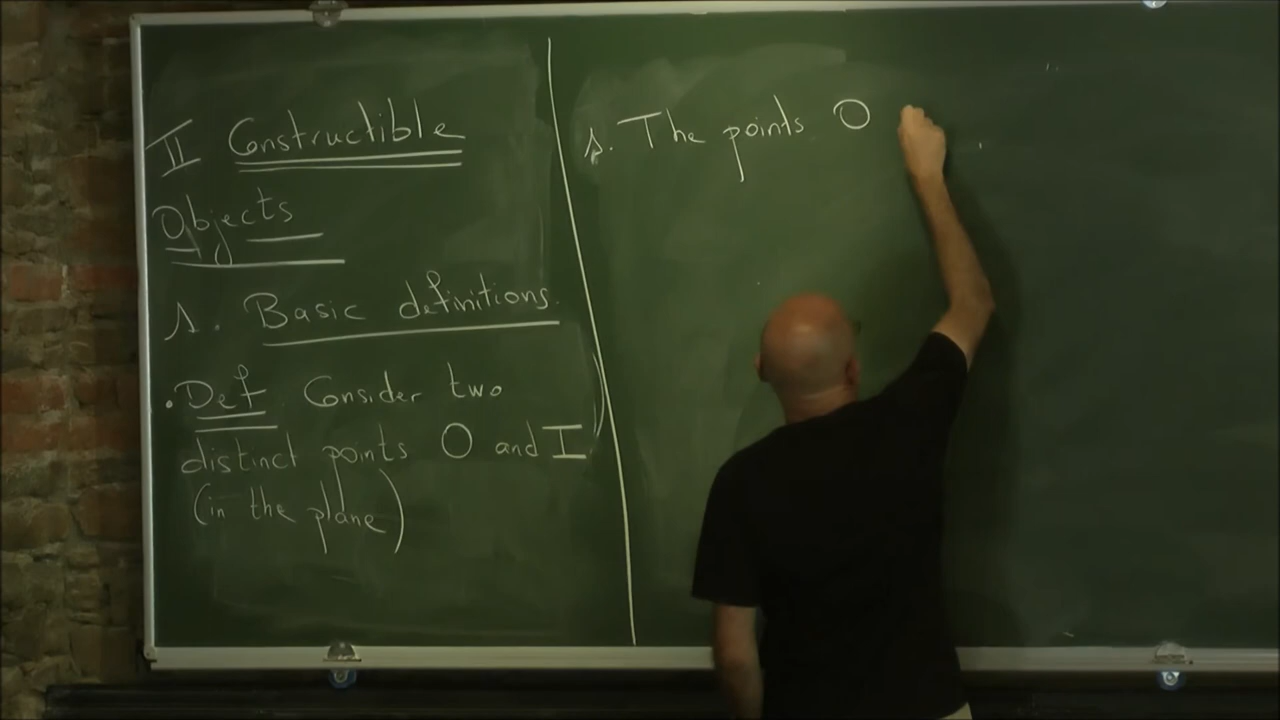 II Constructible
Objects
1. Basic definitions.
. Def Consider two
distinct points O and I
(in the plane)
1. The points O